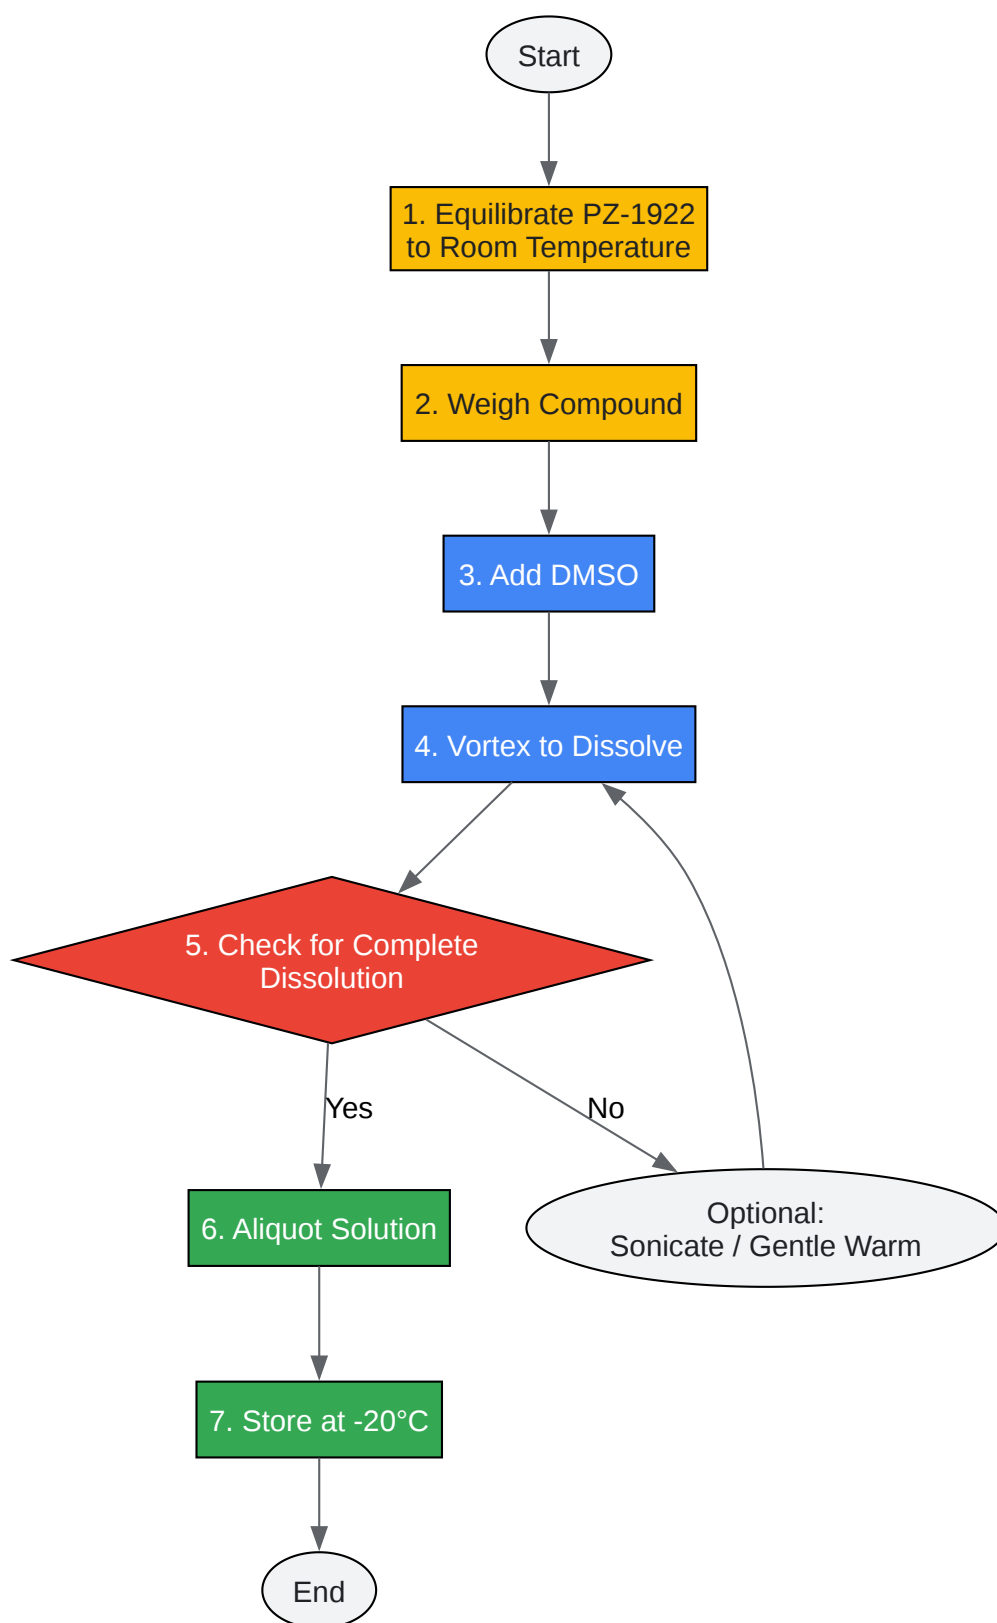 Start
1. Equilibrate PZ-1922
to Room Temperature
2. Weigh Compound
3. Add DMSO
4. Vortex to Dissolve
5. Check for Complete
Dissolution
Yes
No
6. Aliquot Solution
Optional:
Sonicate / Gentle Warm
7. Store at -20°C
End